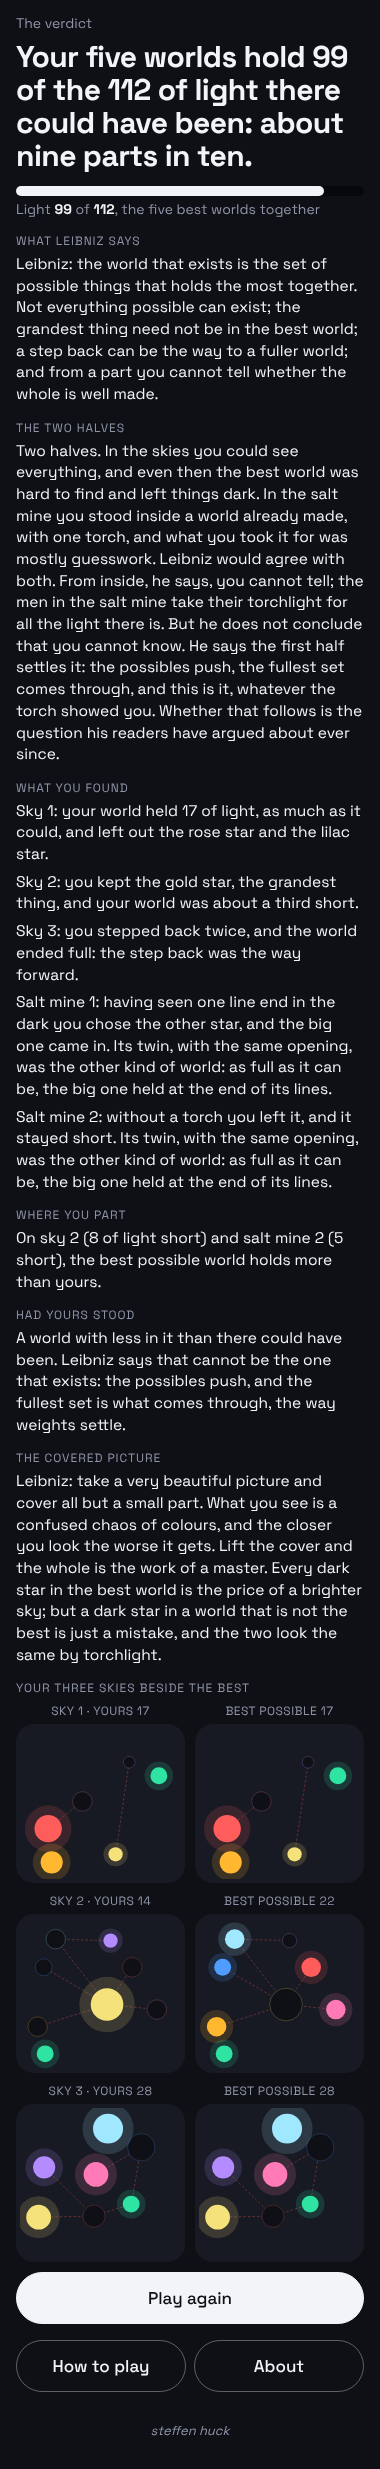 The verdict
Your five worlds hold 99
of the 112 of light there
could have been: about
nine parts in ten.
Light 99 of 112, the five best worlds together
WHAT LEIBNIZ SAYS
Leibniz: the world that exists is the set of
possible things that holds the most together.
Not everything possible can exist; the
grandest thing need not be in the best world;
a step back can be the way to a fuller world;
and from a part you cannot tell whether the
whole is well made.
THE TWO HALVES
Two halves. In the skies you could see
everything, and even then the best world was
hard to find and left things dark. In the salt
mine you stood inside a world already made,
with one torch, and what you took it for was
mostly guesswork. Leibniz would agree with
both. From inside, he says, you cannot tell; the
men in the salt mine take their torchlight for
all the light there is. But he does not conclude
that you cannot know. He says the first half
settles it: the possibles push, the fullest set
comes through, and this is it, whatever the
torch showed you. Whether that follows is the
question his readers have argued about ever
since.
WHAT YOU FOUND
Sky 1: your world held 17 of light, as much as it
could, and left out the rose star and the lilac
star.
Sky 2: you kept the gold star, the grandest
thing, and your world was about a third short.
Sky 3: you stepped back twice, and the world
ended full: the step back was the way
forward.
Salt mine 1: having seen one line end in the
dark you chose the other star, and the big
one came in. Its twin, with the same opening,
was the other kind of world: as full as it can
be, the big one held at the end of its lines.
Salt mine 2: without a torch you left it, and it
stayed short. Its twin, with the same opening,
was the other kind of world: as full as it can
be, the big one held at the end of its lines.
WHERE YOU PART
On sky 2 (8 of light short) and salt mine 2 (5
short), the best possible world holds more
than yours.
HAD YOURS STOOD
A world with less in it than there could have
been. Leibniz says that cannot be the one
that exists: the possibles push, and the
fullest set is what comes through, the way
weights settle.
THE COVERED PICTURE
Leibniz: take a very beautiful picture and
cover all but a small part. What you see is a
confused chaos of colours, and the closer
you look the worse it gets. Lift the cover and
the whole is the work of a master. Every dark
star in the best world is the price of a brighter
sky; but a dark star in a world that is not the
best is just a mistake, and the two look the
same by torchlight.
YOUR THREE SKIES BESIDE THE BEST
SKY 1 · YOURS 17
BEST POSSIBLE 17
SKY 2 · YOURS 14
BEST POSSIBLE 22
SKY 3 · YOURS 28
BEST POSSIBLE 28
Play again
How to play
About
steffen huck